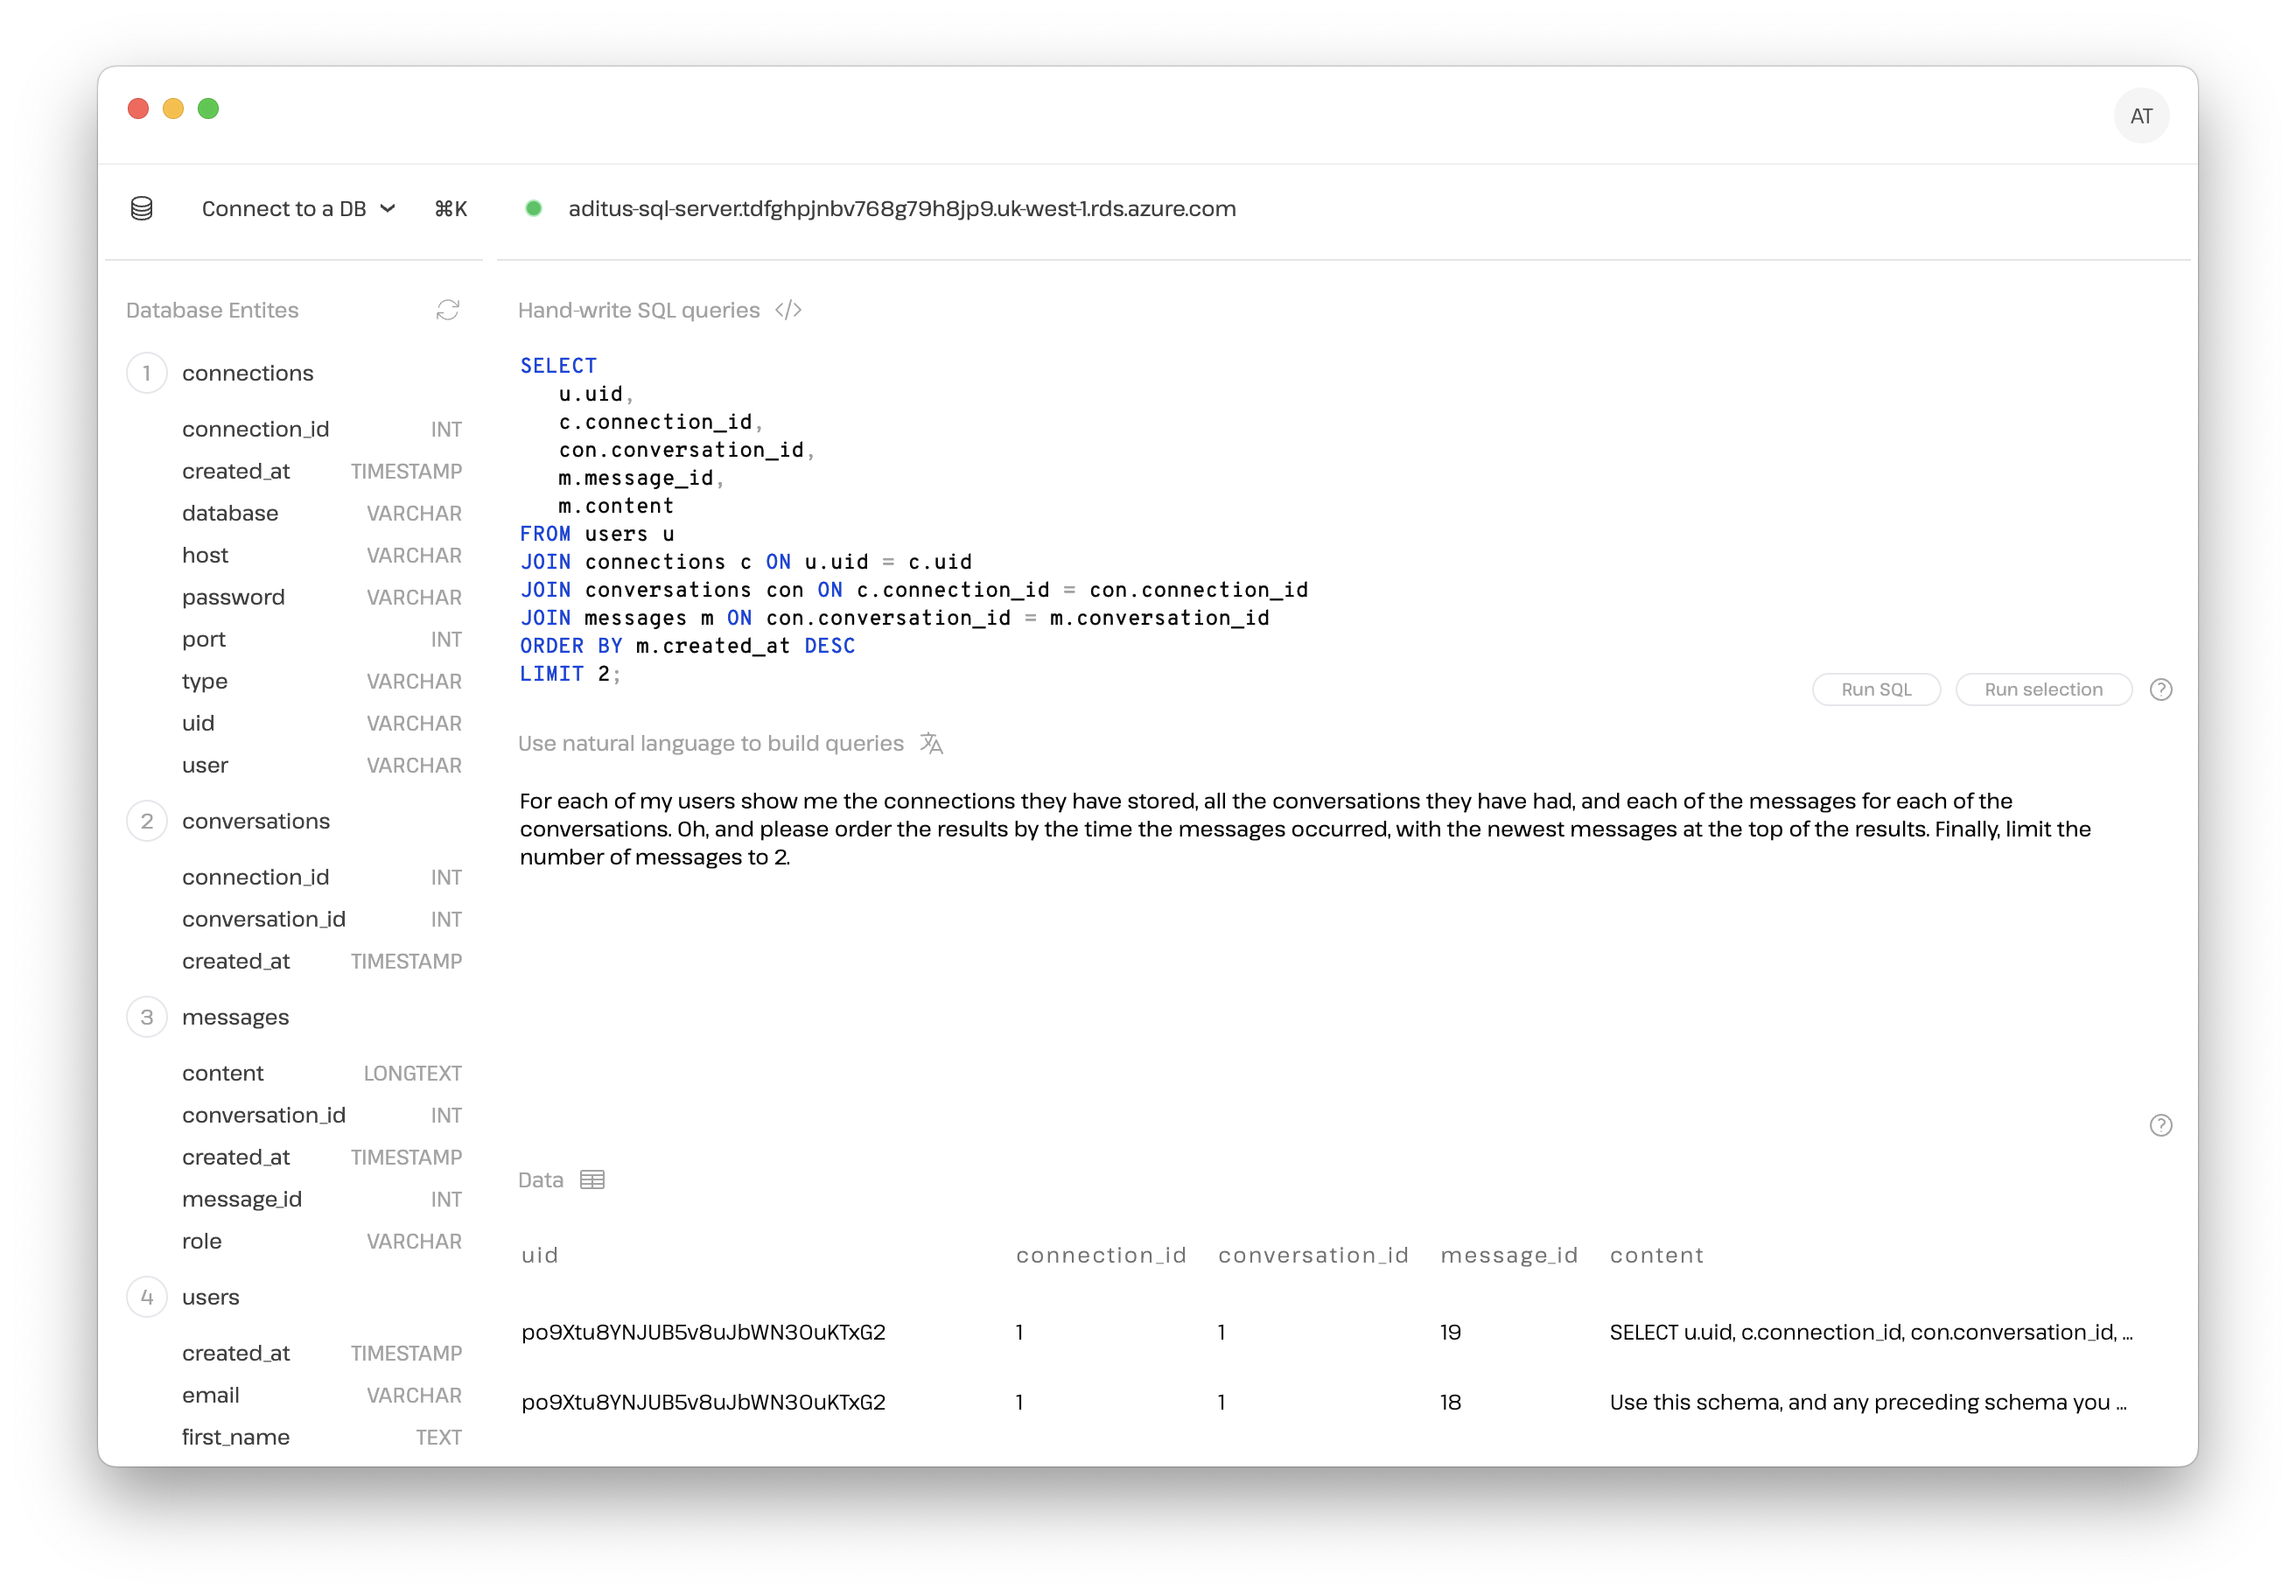 AT
Connect to a DB ⌘K
aditus-sql-server.tdfghpjnbv768g79h8jp9.uk-west-1.rds.azure.com
Database Entites
1 connections
connection_id INT
created_at TIMESTAMP
database VARCHAR
host VARCHAR
password VARCHAR
port INT
type VARCHAR
uid VARCHAR
user VARCHAR
2 conversations
connection_id INT
conversation_id INT
created_at TIMESTAMP
3 messages
content LONGTEXT
conversation_id INT
created_at TIMESTAMP
message_id INT
role VARCHAR
4 users
created_at TIMESTAMP
email VARCHAR
first_name TEXT
Hand-write SQL queries </>
SELECT
u.uid,
c.connection_id,
con.conversation_id,
m.message_id,
m.content
FROM users u
JOIN connections c ON u.uid = c.uid
JOIN conversations con ON c.connection_id = con.connection_id
JOIN messages m ON con.conversation_id = m.conversation_id
ORDER BY m.created_at DESC
LIMIT 2;
Run SQL Run selection ?
Use natural language to build queries 文A
For each of my users show me the connections they have stored, all the conversations they have had, and each of the messages for each of the
conversations. Oh, and please order the results by the time the messages occurred, with the newest messages at the top of the results. Finally, limit the
number of messages to 2.
?
Data
uid connection_id conversation_id message_id content
po9Xtu8YNJUB5v8uJbWN3OuKTxG2 1 1 19 SELECT u.uid, c.connection_id, con.conversation_id, ...
po9Xtu8YNJUB5v8uJbWN3OuKTxG2 1 1 18 Use this schema, and any preceding schema you ...